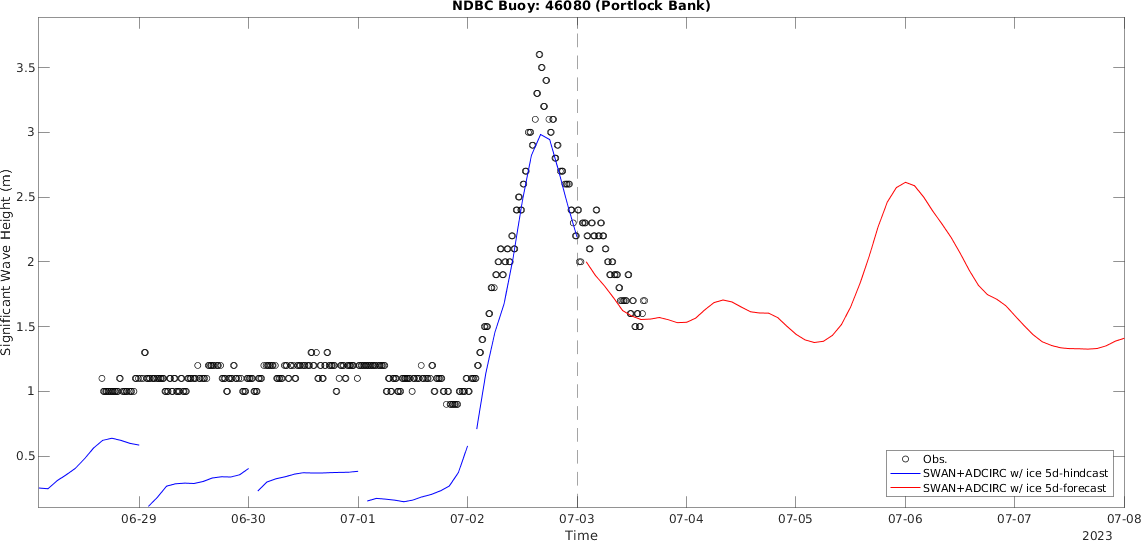 NDBC Buoy: 46080 (Portlock Bank)
3.5
3
2.5
2
1.5
1
0.5
Significant Wave Height (m)
Obs.
SWAN+ADCIRC w/ ice 5d-hindcast
SWAN+ADCIRC w/ ice 5d-forecast
06-29 06-30 07-01 07-02 07-03 07-04 07-05 07-06 07-07 07-08
Time
2023